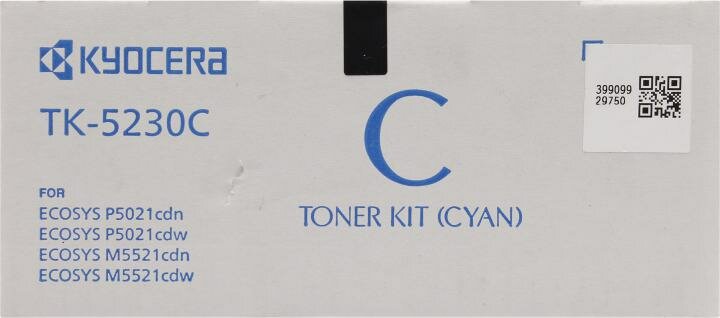 KYOCERA
TK-5230C
FOR
ECOSYS P5021cdn
ECOSYS P5021cdw
ECOSYS M5521cdn
ECOSYS M5521cdw
C
TONER KIT (CYAN)
399099
29750